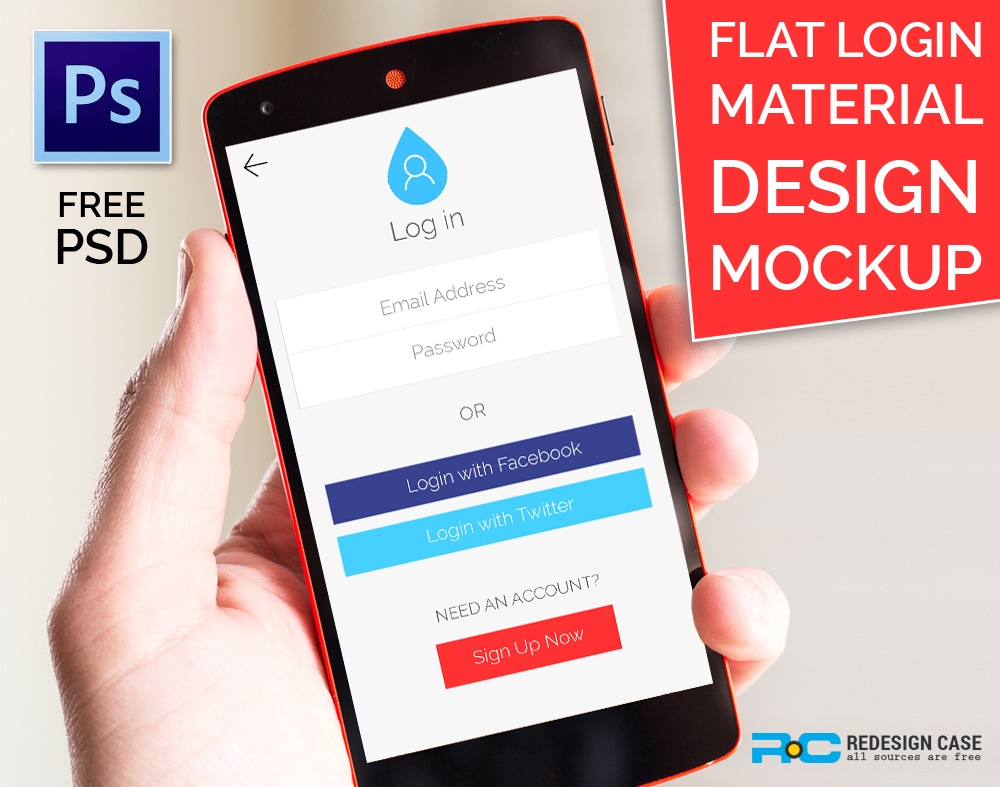 Ps
FREE
PSD
FLAT LOGIN
MATERIAL
DESIGN
MOCKUP
Log in
Email Address
Password
OR
Login with Facebook
Login with Twitter
NEED AN ACCOUNT?
Sign Up Now
RC REDESIGN CASE
all sources are free